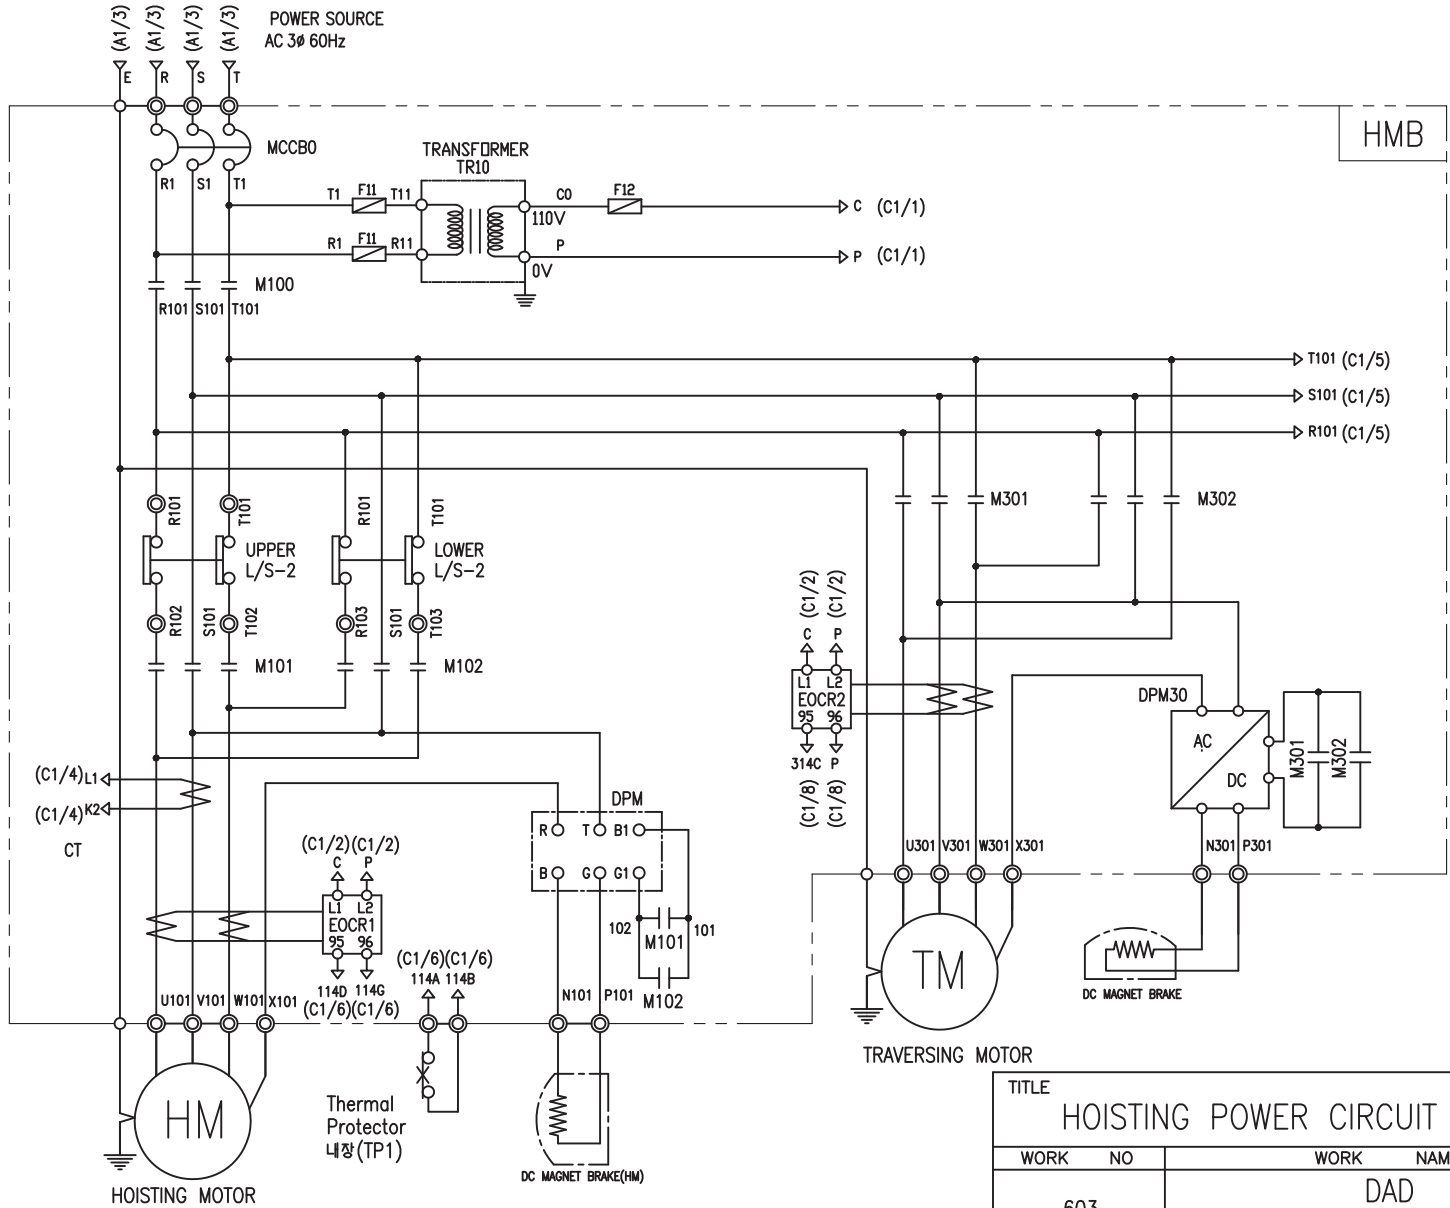 (A1/3) (A1/3) (A1/3) (A1/3)
POWER SOURCE
AC 3ø 60Hz
E R S T
HMB
MCCB0
R1 S1 T1
TRANSFORMER
TR10
T1 F11 T11
C0 F12
C (C1/1)
110V
R1 F11 R11
P
P (C1/1)
0V
M100
R101 S101 T101
T101 (C1/5)
S101 (C1/5)
R101 (C1/5)
R101 T101 R101 T101
M301 M302
UPPER
L/S-2
LOWER
L/S-2
R102 S101 T102 R103 S101 T103
M101 M102
(C1/2) (C1/2)
C P
L1 L2
EOCR2
95 96
314C P
(C1/8) (C1/8)
DPM30
AC
DC
M301 M302
(C1/4) L1
(C1/4) K2
CT
DPM
R T B1
B G G1
102 101
M101
M102
U301 V301 W301 X301
N301 P301
(C1/2) (C1/2)
C P
L1 L2
EOCR1
95 96
114D 114G
(C1/6) (C1/6)
(C1/6) (C1/6)
114A 114B
U101 V101 W101 X101
N101 P101
TM
TRAVERSING MOTOR
DC MAGNET BRAKE
HM
HOISTING MOTOR
Thermal
Protector
내장(TP1)
DC MAGNET BRAKE(HM)
TITLE
HOISTING POWER CIRCUIT
WORK NO
WORK NAM
603
DAD